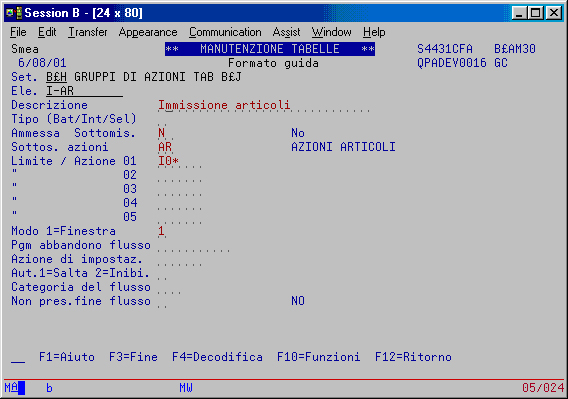 Session B - [24 x 80]
File Edit Transfer Appearance Communication Assist Window Help
Smea ** MANUTENZIONE TABELLE ** S4431CFA B£AM30
6/08/01 Formato guida QPADEV0016 GC
Set. B£H GRUPPI DI AZIONI TAB B£J
Ele. I-AR
Descrizione Immissione articoli
Tipo (Bat/Int/Sel)
Ammessa Sottomis. N No
Sottos. azioni AR AZIONI ARTICOLI
Limite / Azione 01 I0*
" 02
" 03
" 04
" 05
Modo 1=Finestra 1
Pgm abbandono flusso
Azione di impostaz.
Aut.1=Salta 2=Inibi.
Categoria del flusso
Non pres.fine flusso NO
F1=Aiuto F3=Fine F4=Decodifica F10=Funzioni F12=Ritorno
MA b MW 05/024